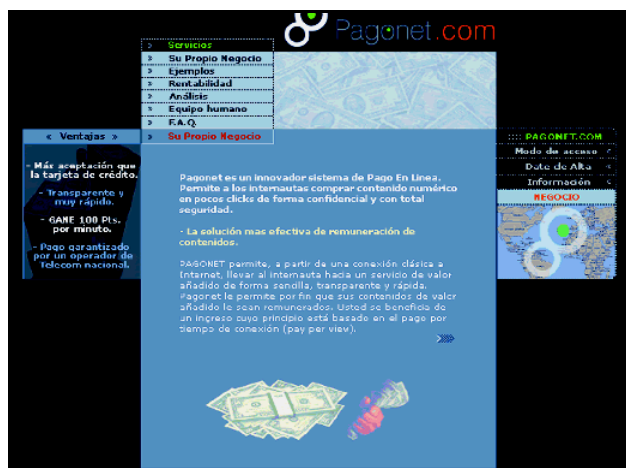 Pagonet.com
Servicios
Su Propio Negocio
Ejemplos
Rentabilidad
Análisis
Equipo humano
F.A.Q.
Su Propio Negocio
« Ventajas »
- Más aceptación que
la tarjeta de crédito.
- Transparente y
muy rápido.
- GANE 100 Pts.
por minuto.
- Pago garantizado
por un operador de
Telecom nacional.
Pagonet es un innovador sistema de Pago En Linea.
Permite a los internautas comprar contenido numérico
en pocos clicks de forma confidencial y con total
seguridad.
- La solución mas efectiva de remuneración de
contenidos.
PAGONET permite, a partir de una conexión clásica a
Internet, llevar al internauta hacia un servicio de valor
añadido de forma sencilla, transparente y rápida.
Pagonet le permite por fin que sus contenidos de valor
añadido le sean remunerados. Usted se beneficia de
un ingreso cuyo principio está basado en el pago por
tiempo de conexión (pay per view).
:::: PAGONET.COM
Modo de acceso
Date de Alta
Información
NEGOCIO